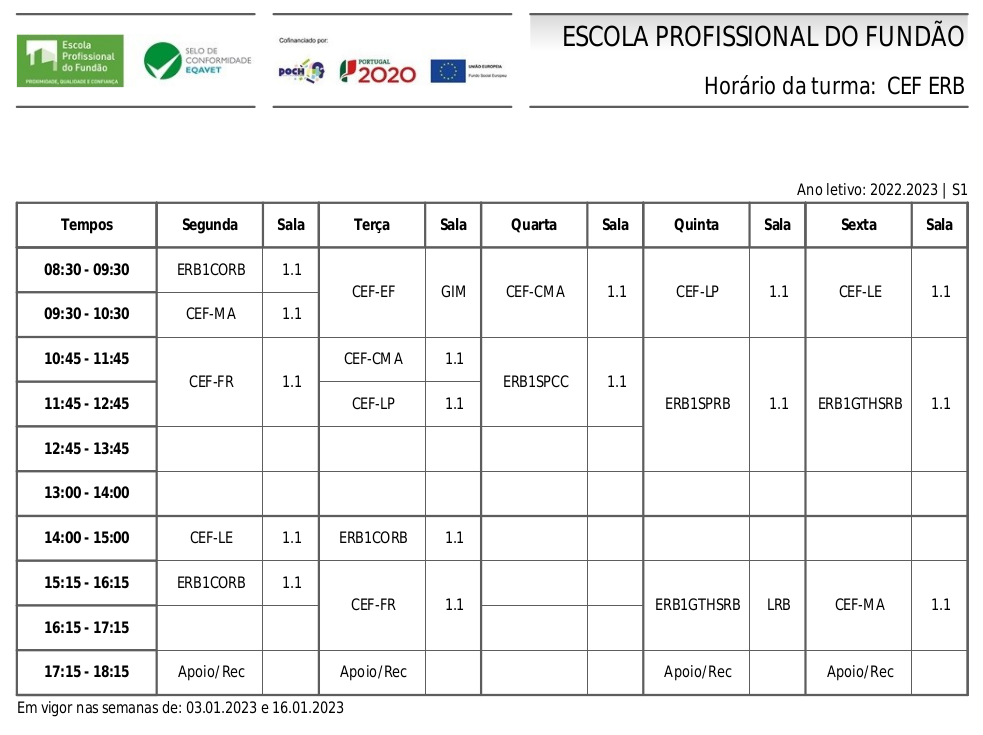 Escola
Profissional
do Fundão
PROXIMIDADE, QUALIDADE E CONFIANÇA
SELO DE
CONFORMIDADE
EQAVET
Cofinanciado por:
POCH
PORTUGAL
2020
UNIÃO EUROPEIA
Fundo Social Europeu
ESCOLA PROFISSIONAL DO FUNDÃO
Horário da turma: CEF ERB
Ano letivo: 2022.2023 | S1
Tempos Segunda Sala Terça Sala Quarta Sala Quinta Sala Sexta Sala
08:30 - 09:30 ERB1CORB 1.1
CEF-EF GIM CEF-CMA 1.1 CEF-LP 1.1 CEF-LE 1.1
09:30 - 10:30 CEF-MA 1.1
10:45 - 11:45 CEF-CMA 1.1
CEF-FR 1.1 ERB1SPCC 1.1
11:45 - 12:45 CEF-LP 1.1 ERB1SPRB 1.1 ERB1GTHSRB 1.1
12:45 - 13:45
13:00 - 14:00
14:00 - 15:00 CEF-LE 1.1 ERB1CORB 1.1
15:15 - 16:15 ERB1CORB 1.1
CEF-FR 1.1 ERB1GTHSRB LRB CEF-MA 1.1
16:15 - 17:15
17:15 - 18:15 Apoio/Rec Apoio/Rec Apoio/Rec Apoio/Rec
Em vigor nas semanas de: 03.01.2023 e 16.01.2023